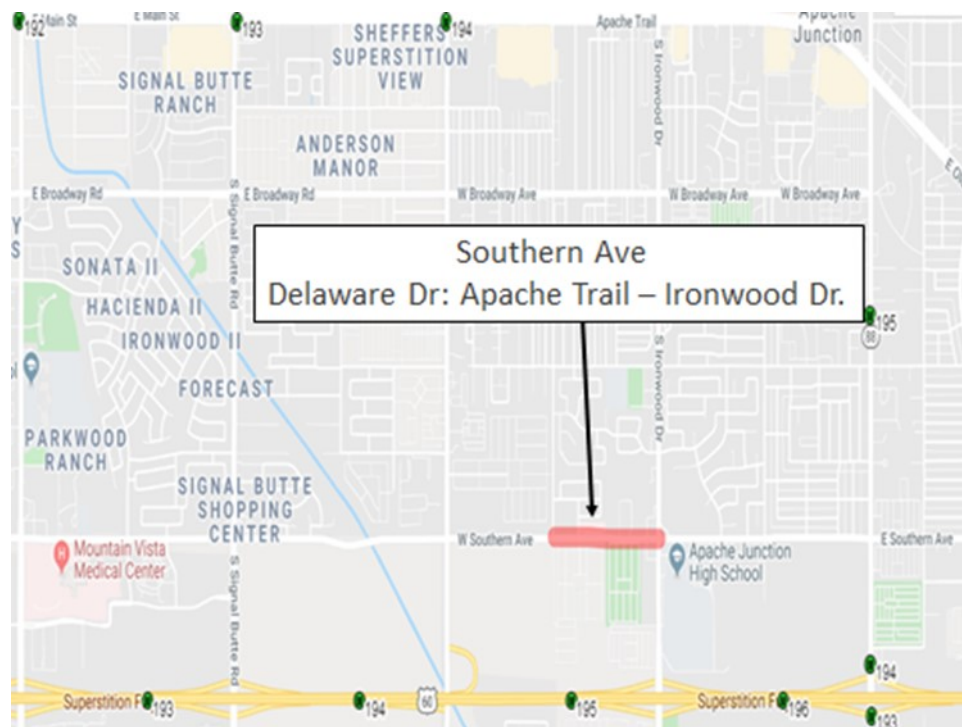 192
E Main St
E Main St
193
SHEFFERS
SUPERSTITION
VIEW
194
Apache Trail
Apache
Junction
SIGNAL BUTTE
RANCH
S Ironwood Dr
ANDERSON
MANOR
E Broadway Rd
S Signal Butte Rd
E Broadway Rd
W Broadway Ave
W Broadway Ave
W Broadway Ave
Southern Ave
Delaware Dr: Apache Trail – Ironwood Dr.
SONATA II
HACIENDA II
IRONWOOD II
195
88
S Ironwood Dr
FORECAST
PARKWOOD
RANCH
SIGNAL BUTTE
SHOPPING
CENTER
W Southern Ave
E Southern Ave
Mountain Vista
Medical Center
H
Apache Junction
High School
S Signal Butte Rd
194
Superstition F
193
194
60
195
Superstition F
196
193